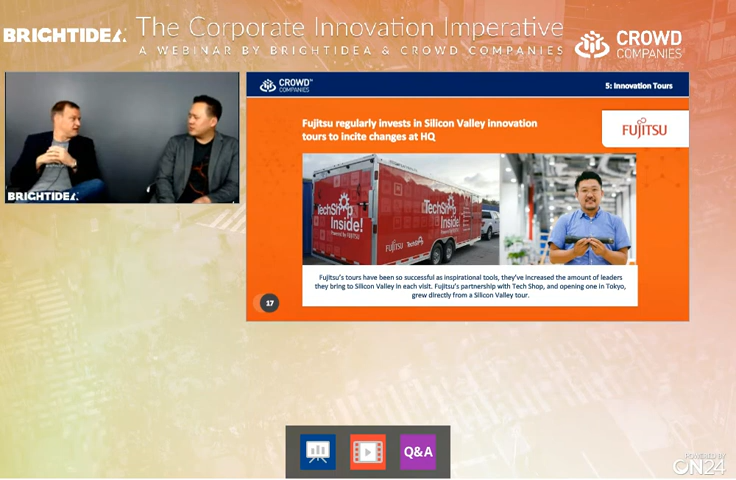 BRIGHTIDEA
The Corporate Innovation Imperative
A WEBINAR BY BRIGHTIDEA & CROWD COMPANIES
CROWD
COMPANIES
BRIGHTIDEA
CROWD
COMPANIES
5: Innovation Tours
Fujitsu regularly invests in Silicon Valley innovation
tours to incite changes at HQ
FUJITSU
TechShop
Inside!
Powered by FUJITSU
TechShop
Inside!
FUJITSU TechShop
Fujitsu's tours have been so successful as inspirational tools, they've increased the amount of leaders
they bring to Silicon Valley in each visit. Fujitsu's partnership with Tech Shop, and opening one in Tokyo,
grew directly from a Silicon Valley tour.
17
Q&A
POWERED BY
ON24